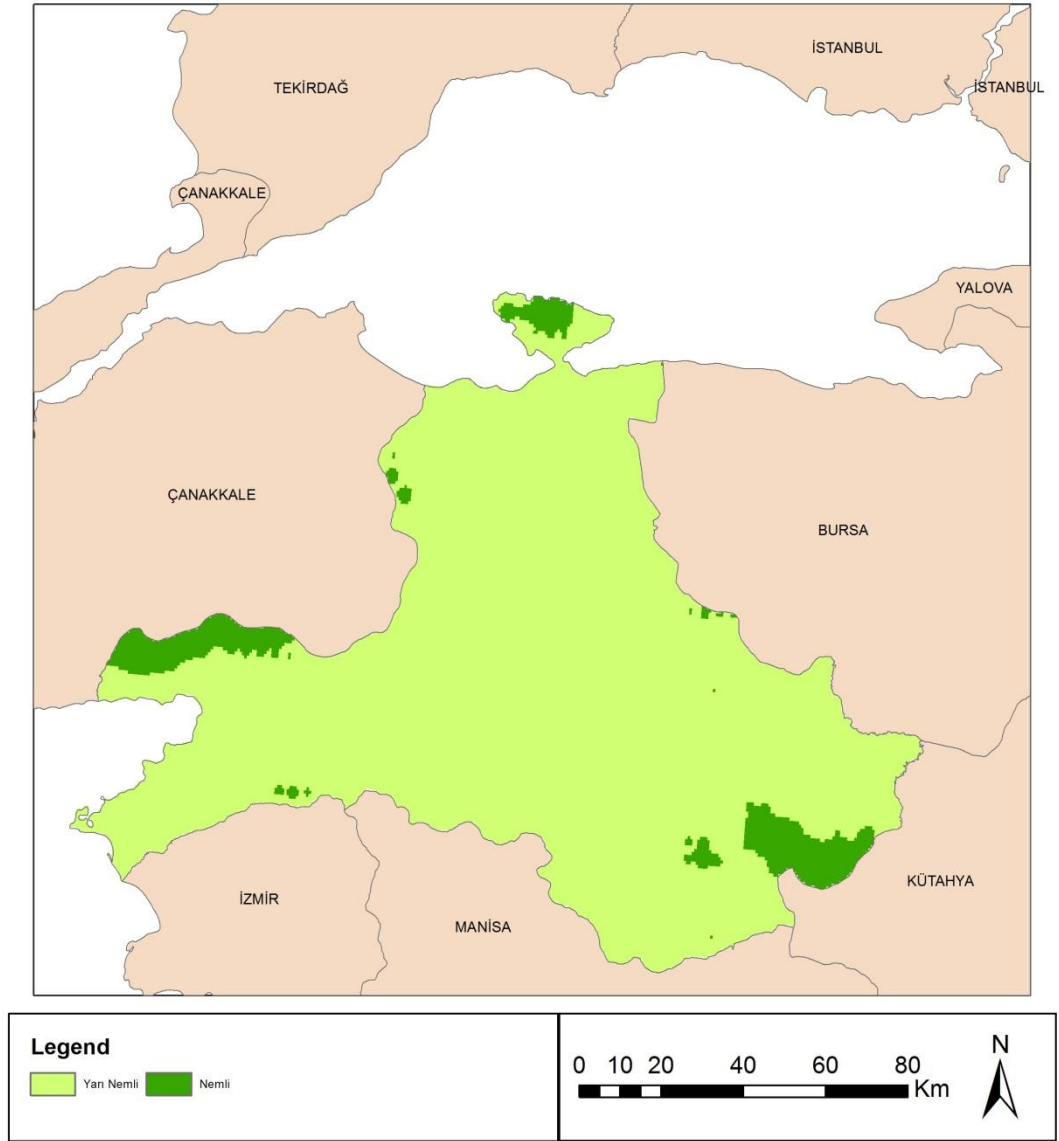 İSTANBUL
TEKİRDAĞ
İSTANBUL
ÇANAKKALE
YALOVA
ÇANAKKALE
BURSA
KÜTAHYA
İZMİR
MANİSA
Legend
Yarı Nemli
Nemli
0 10 20 40 60 80
Km
N